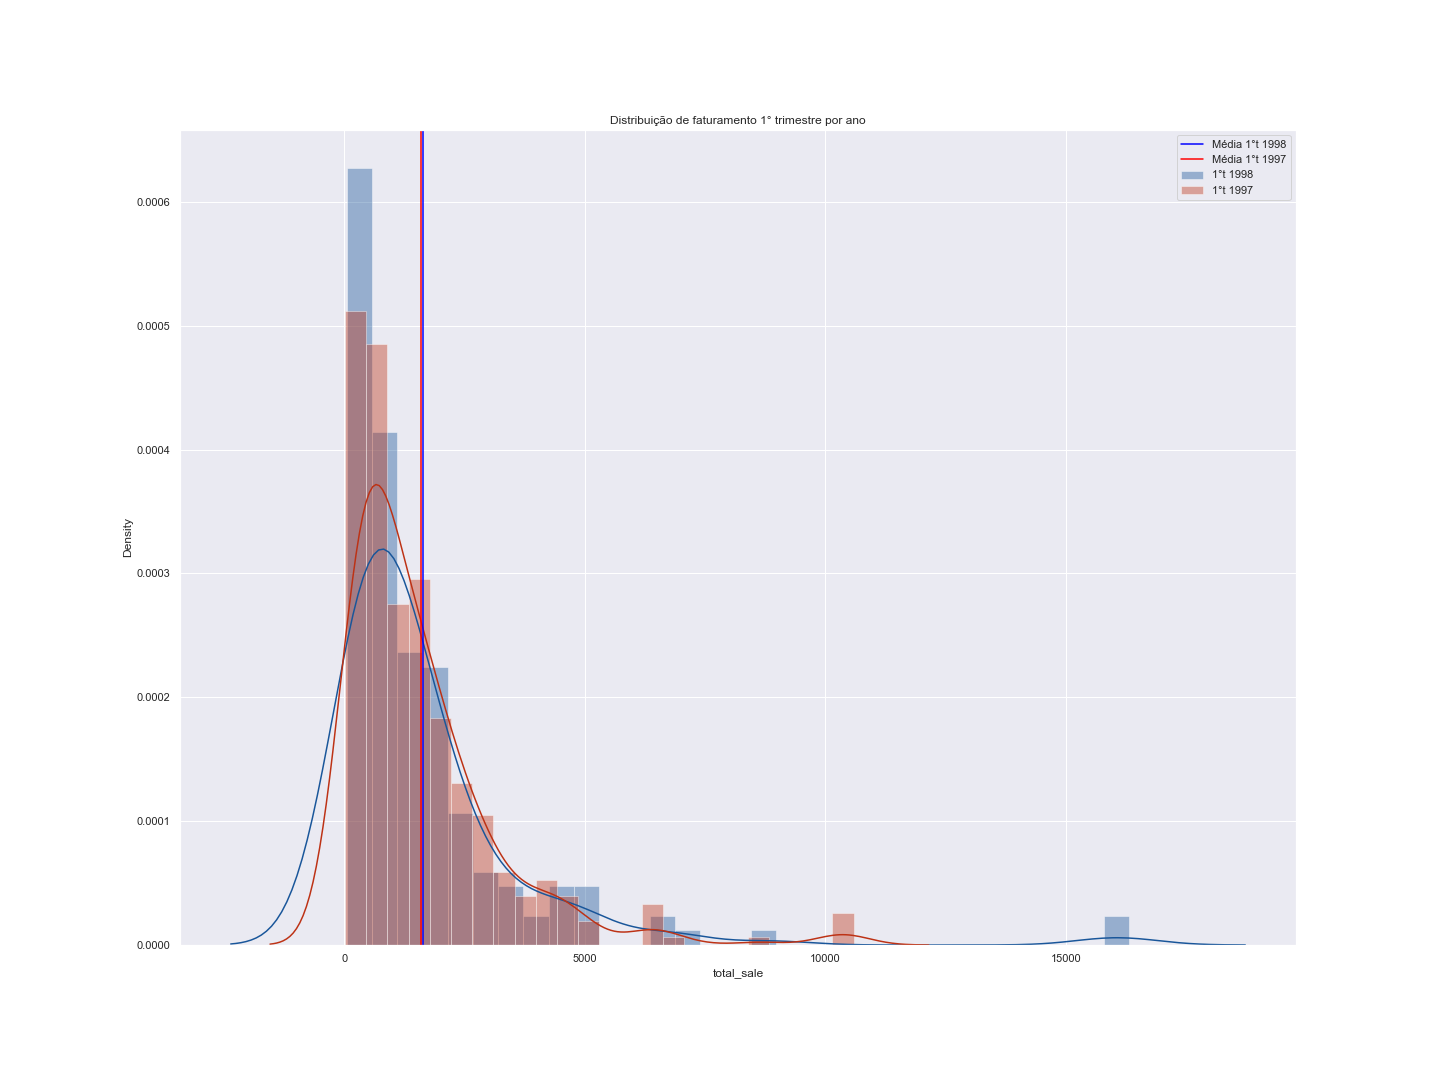 Distribuição de faturamento 1° trimestre por ano
Média 1°t 1998
Média 1°t 1997
1°t 1998
1°t 1997
0.0006
0.0005
0.0004
0.0003
0.0002
0.0001
0.0000
Density
0
5000
10000
15000
total_sale